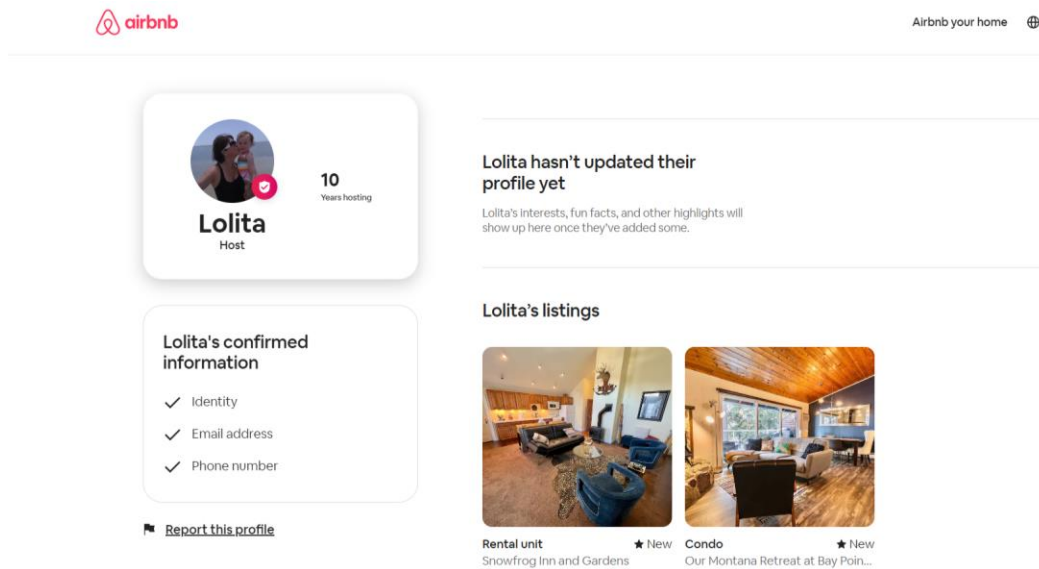 airbnb
Airbnb your home
10
Years hosting
Lolita
Host
Lolita hasn't updated their
profile yet
Lolita's interests, fun facts, and other highlights will
show up here once they've added some.
Lolita's confirmed
information
Identity
Email address
Phone number
Report this profile
Lolita's listings
Rental unit ★ New
Snowfrog Inn and Gardens
Condo ★ New
Our Montana Retreat at Bay Poin...